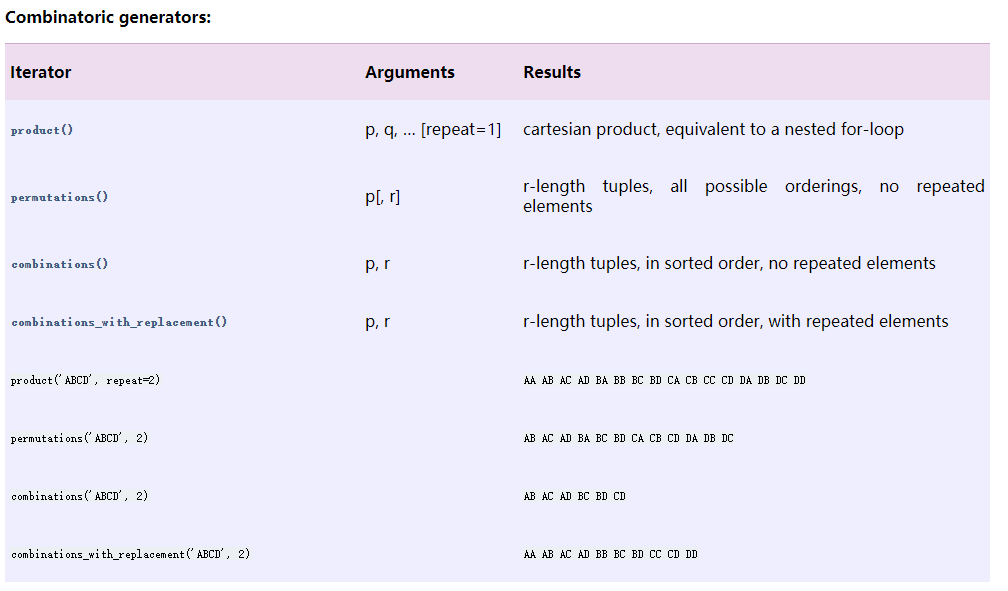 Combinatoric generators:
Iterator Arguments Results
product() p, q, … [repeat=1] cartesian product, equivalent to a nested for-loop
permutations() p[, r] r-length tuples, all possible orderings, no repeated
elements
combinations() p, r r-length tuples, in sorted order, no repeated elements
combinations_with_replacement() p, r r-length tuples, in sorted order, with repeated elements
product('ABCD', repeat=2) AA AB AC AD BA BB BC BD CA CB CC CD DA DB DC DD
permutations('ABCD', 2) AB AC AD BA BC BD CA CB CD DA DB DC
combinations('ABCD', 2) AB AC AD BC BD CD
combinations_with_replacement('ABCD', 2) AA AB AC AD BB BC BD CC CD DD